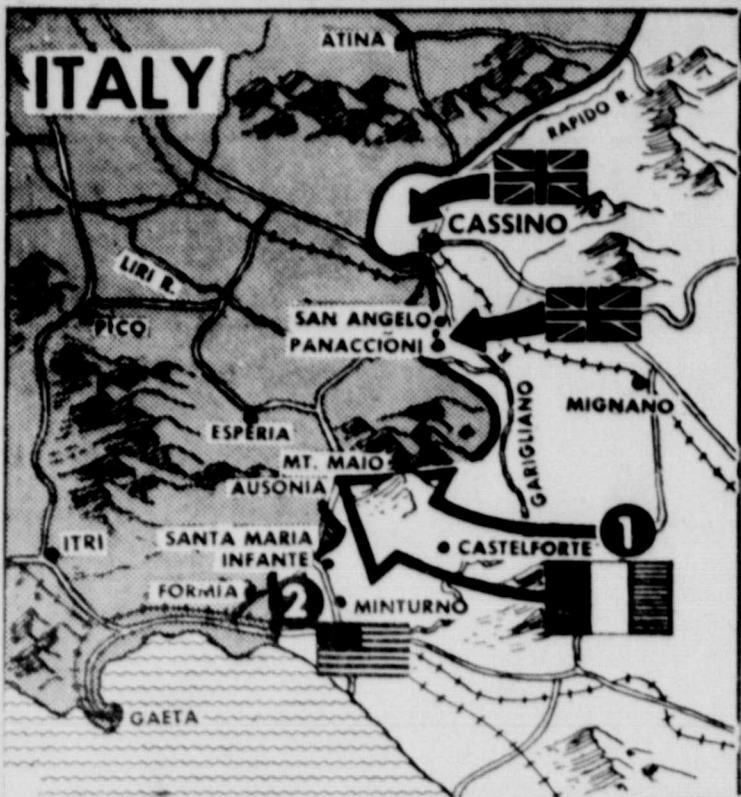 ATINA
ITALY
RAPIDO R.
CASSINO
LIRI R.
SAN ANGELO
PICO
PANACCIONI
MIGNANO
ESPERIA
GARIGLIANO
MT. MAIO
AUSONIA
1
ITRI
SANTA MARIA
INFANTE
CASTELFORTE
FORMIA
2
MINTURNO
GAETA